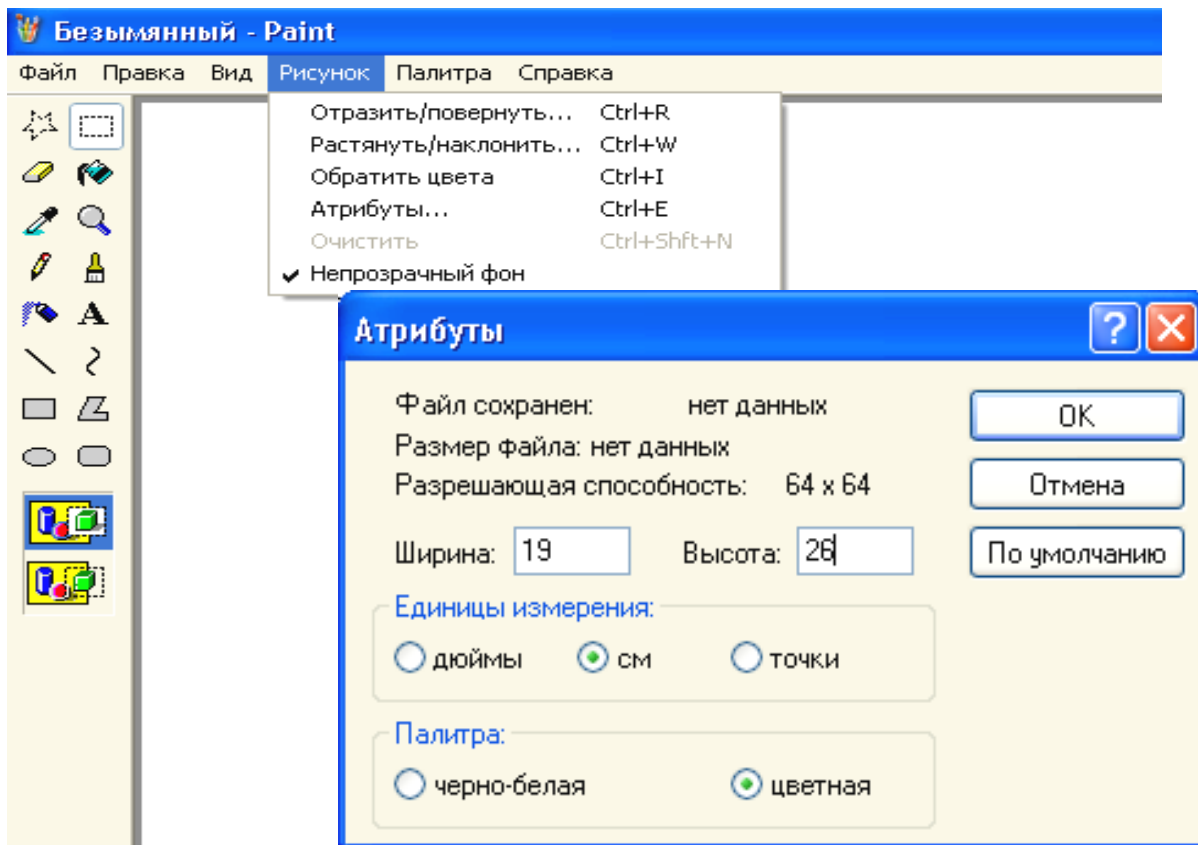 Безымянный - Paint
Файл Правка Вид Рисунок Палитра Справка
Отразить/повернуть... Ctrl+R
Растянуть/наклонить... Ctrl+W
Обратить цвета Ctrl+I
Атрибуты... Ctrl+E
Очистить Ctrl+Shft+N
Непрозрачный фон
A
Атрибуты
Файл сохранен: нет данных
OK
Размер файла: нет данных
Разрешающая способность: 64 x 64
Отмена
Ширина: 19 Высота: 26
По умолчанию
Единицы измерения:
дюймы см точки
Палитра:
черно-белая цветная